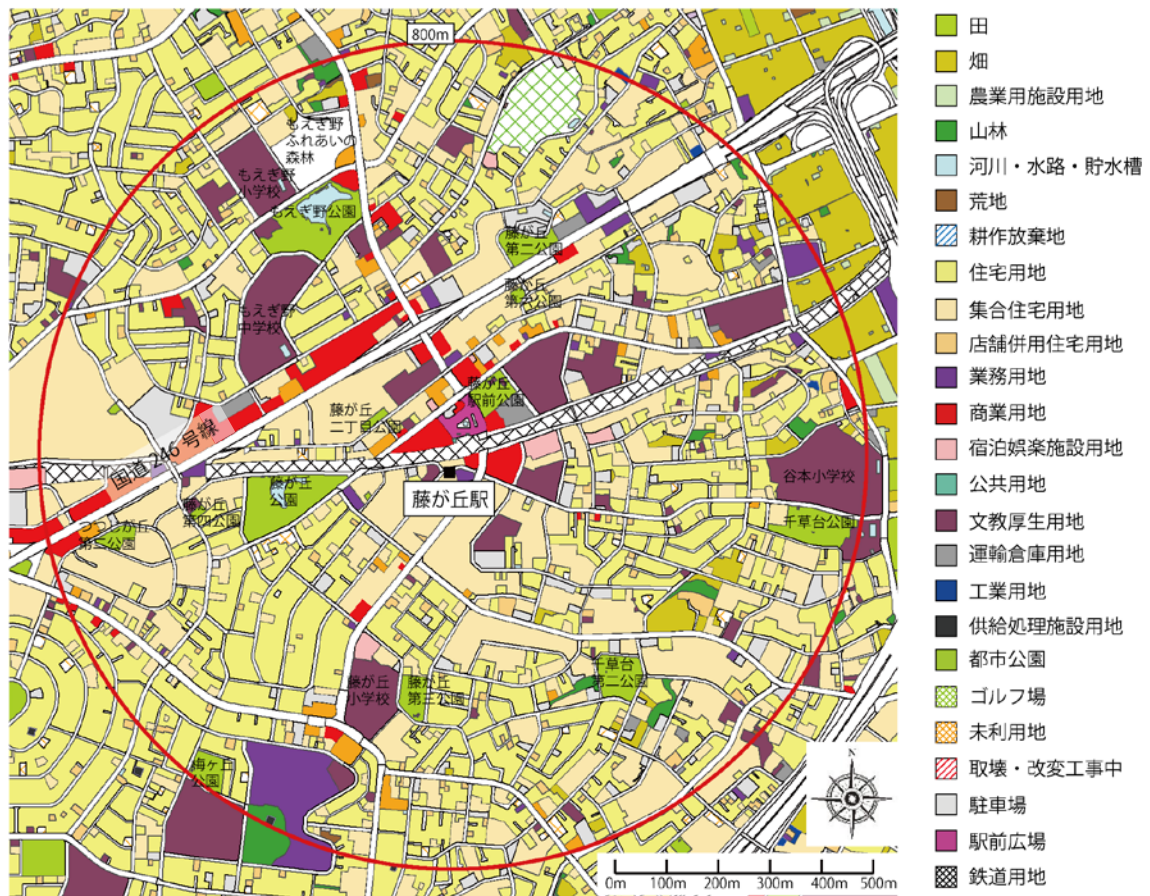 800m
もえぎ野
ふれあいの
森林
もえぎ野
小学校
もえぎ野公園
藤が丘
第二公園
もえぎ野
中学校
藤が丘
第六公園
藤が丘
駅前公園
藤が丘
二丁目公園
国道246号線
藤が丘
公園
藤が丘
第四公園
つつじが丘
第三公園
藤が丘駅
谷本小学校
千草台公園
千草台
第二公園
藤が丘
小学校
藤が丘
第三公園
梅ヶ丘
公園
N
0m 100m 200m 300m 400m 500m
田
畑
農業用施設用地
山林
河川・水路・貯水槽
荒地
耕作放棄地
住宅用地
集合住宅用地
店舗併用住宅用地
業務用地
商業用地
宿泊娯楽施設用地
公共用地
文教厚生用地
運輸倉庫用地
工業用地
供給処理施設用地
都市公園
ゴルフ場
未利用地
取壊・改変工事中
駐車場
駅前広場
鉄道用地